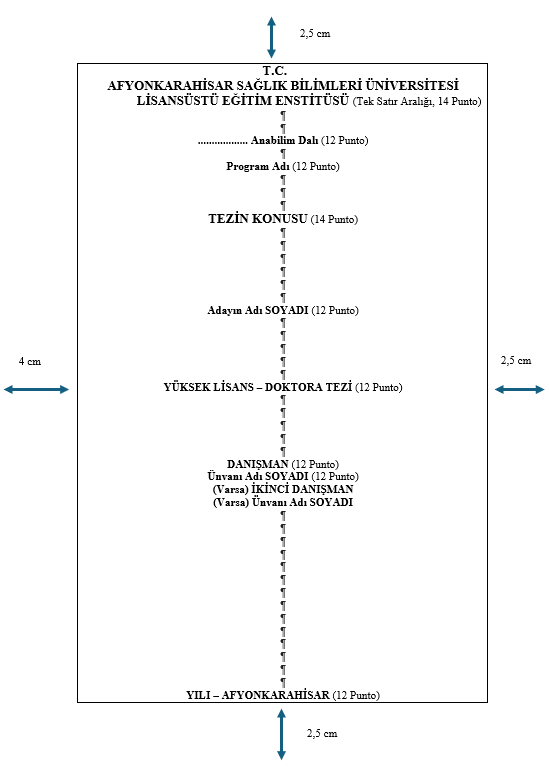 2,5 cm
T.C.
AFYONKARAHİSAR SAĞLIK BİLİMLERİ ÜNİVERSİTESİ
LİSANSÜSTÜ EĞİTİM ENSTİTÜSÜ (Tek Satır Aralığı, 14 Punto)
¶
¶
.................. Anabilim Dalı (12 Punto)
¶
Program Adı (12 Punto)
¶
¶
¶
TEZİN KONUSU (14 Punto)
¶
¶
¶
¶
¶
¶
Adayın Adı SOYADI (12 Punto)
¶
¶
¶
¶
¶
4 cm
2,5 cm
YÜKSEK LİSANS – DOKTORA TEZİ (12 Punto)
¶
¶
¶
¶
¶
DANIŞMAN (12 Punto)
Ünvanı Adı SOYADI (12 Punto)
(Varsa) İKİNCİ DANIŞMAN
(Varsa) Ünvanı Adı SOYADI
¶
¶
¶
¶
¶
¶
¶
¶
¶
¶
¶
¶
¶
¶
YILI – AFYONKARAHİSAR (12 Punto)
2,5 cm